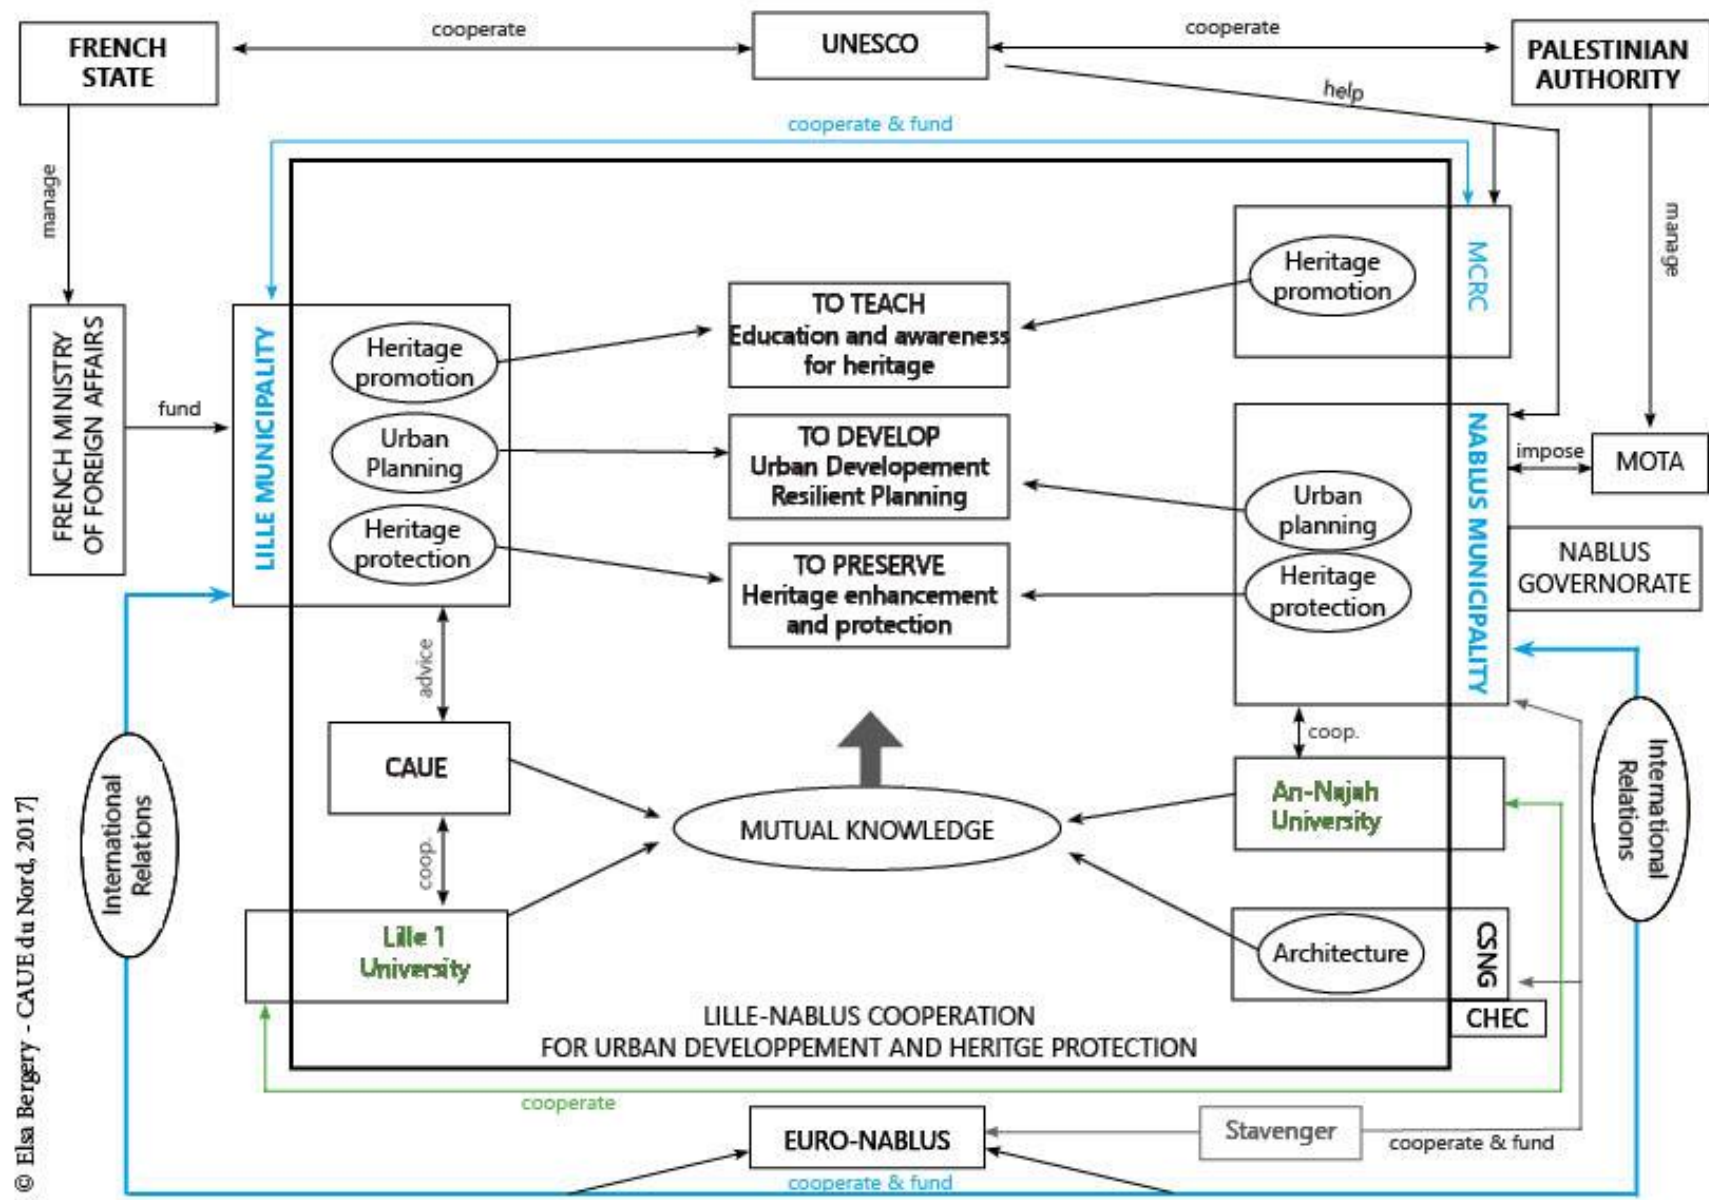 FRENCH
STATE
cooperate
UNESCO
cooperate
PALESTINIAN
AUTHORITY
help
cooperate & fund
manage
manage
MCRC
Heritage
promotion
FRENCH MINISTRY
OF FOREIGN AFFAIRS
fund
LILLE MUNICIPALITY
Heritage
promotion
Urban
Planning
Heritage
protection
TO TEACH
Education and awareness
for heritage
TO DEVELOP
Urban Developement
Resilient Planning
TO PRESERVE
Heritage enhancement
and protection
Urban
planning
Heritage
protection
NABLUS MUNICIPALITY
impose
MOTA
NABLUS
GOVERNORATE
advice
CAUE
coop.
Lille 1
University
MUTUAL KNOWLEDGE
coop.
An-Najah
University
Architecture
CSNG
CHEC
International
Relations
International
Relations
LILLE-NABLUS COOPERATION
FOR URBAN DEVELOPPEMENT AND HERITGE PROTECTION
cooperate
EURO-NABLUS
Stavenger
cooperate & fund
cooperate & fund
© Elsa Bergery - CAUE du Nord, 2017]